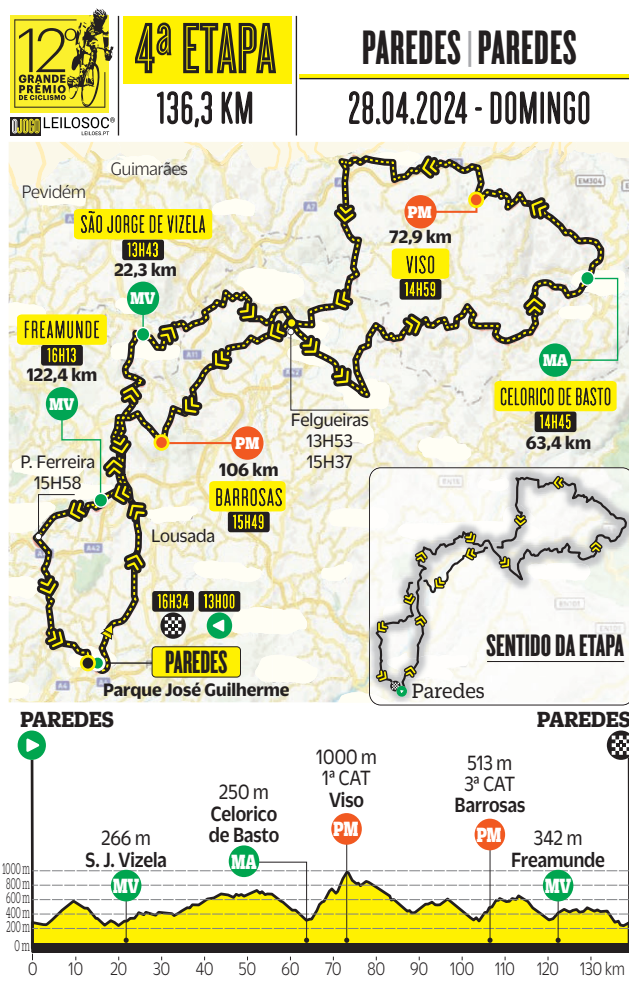 12º
GRANDE
PRÉMIO
DE CICLISMO
OJOGO LEILOSOC®
LEILOES.PT
4ª ETAPA
136,3 KM
PAREDES | PAREDES
28.04.2024 - DOMINGO
Guimarães
Pevidém
EM304
A7
SÃO JORGE DE VIZELA
13H43
22,3 km
MV
PM
72,9 km
VISO
14H59
FREAMUNDE
16H13
122,4 km
MV
A11
A42
MA
CELORICO DE BASTO
14H45
63,4 km
Felgueiras
13H53
15H37
PM
106 km
BARROSAS
15H49
P. Ferreira
15H58
Lousada
A42
16H34 13H00
PAREDES
Parque José Guilherme
SENTIDO DA ETAPA
Paredes
PAREDES
PAREDES
1000 m
1ª CAT
Viso
PM
513 m
3ª CAT
Barrosas
PM
250 m
Celorico
de Basto
MA
266 m
S. J. Vizela
MV
342 m
Freamunde
MV
1000 m
800 m
600 m
400 m
200 m
0 m
0 10 20 30 40 50 60 70 80 90 100 110 120 130 km